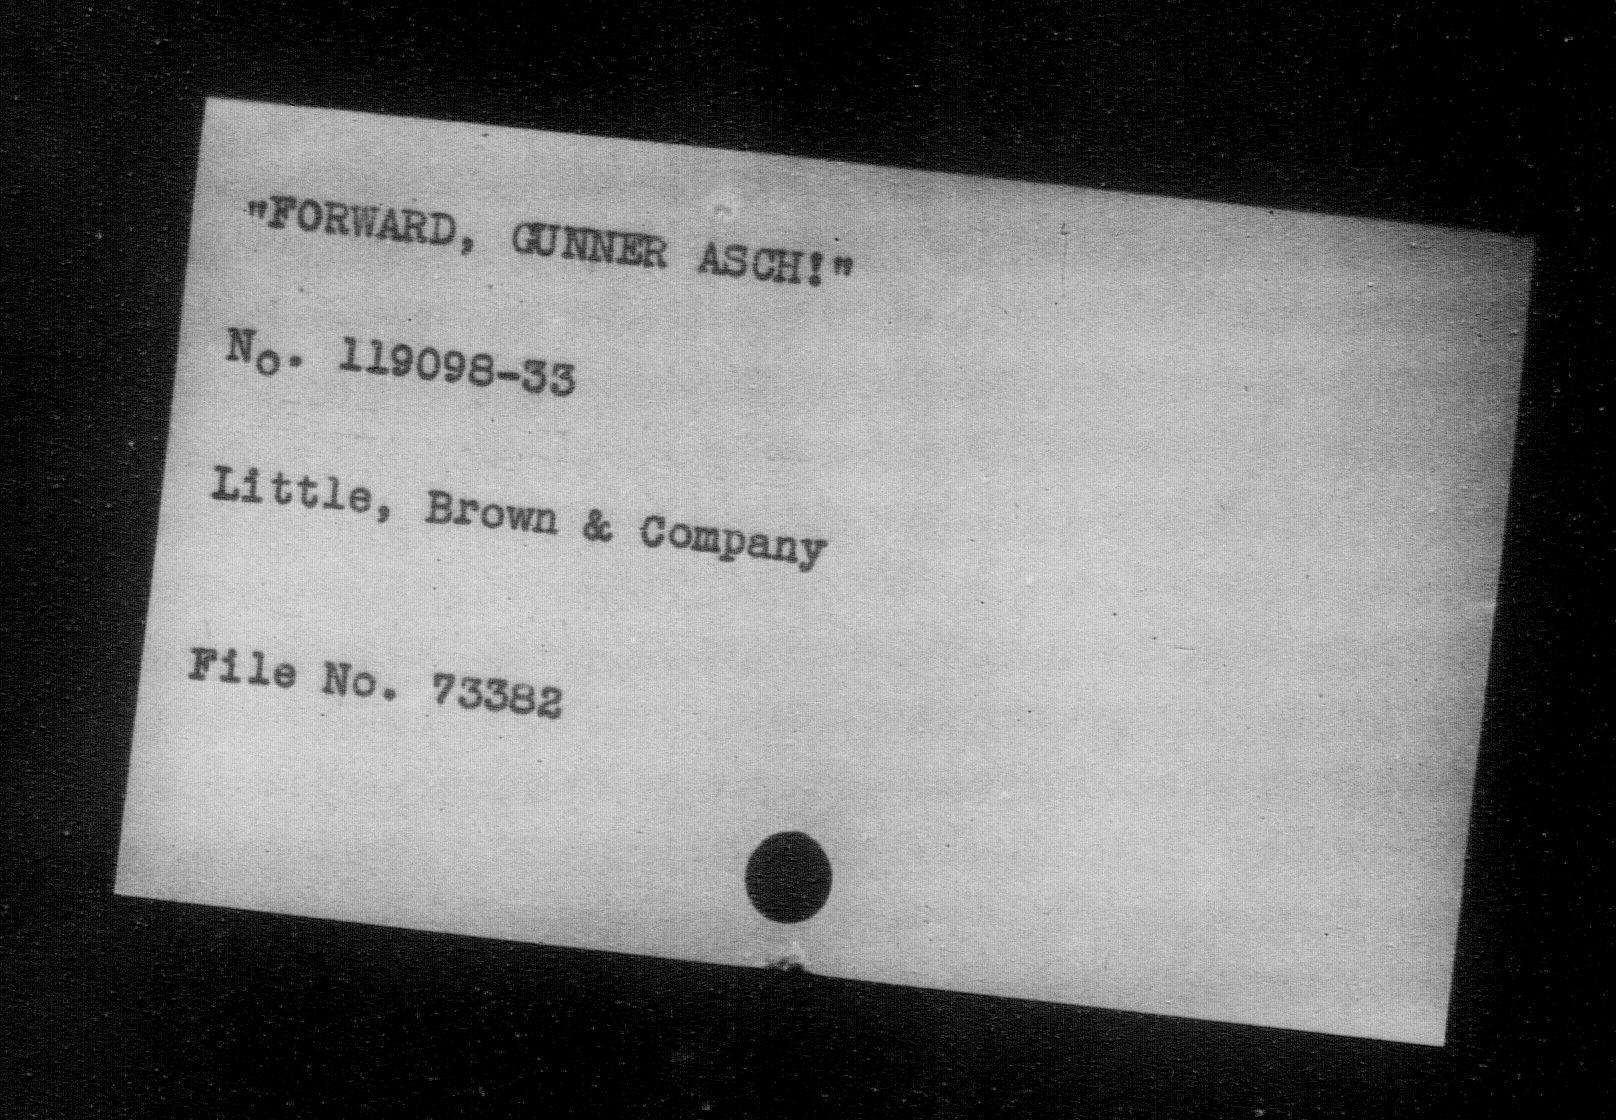 "FORWARD, GUNNER ASCH!"
No. 119098-33
Little, Brown & Company
File No. 73382